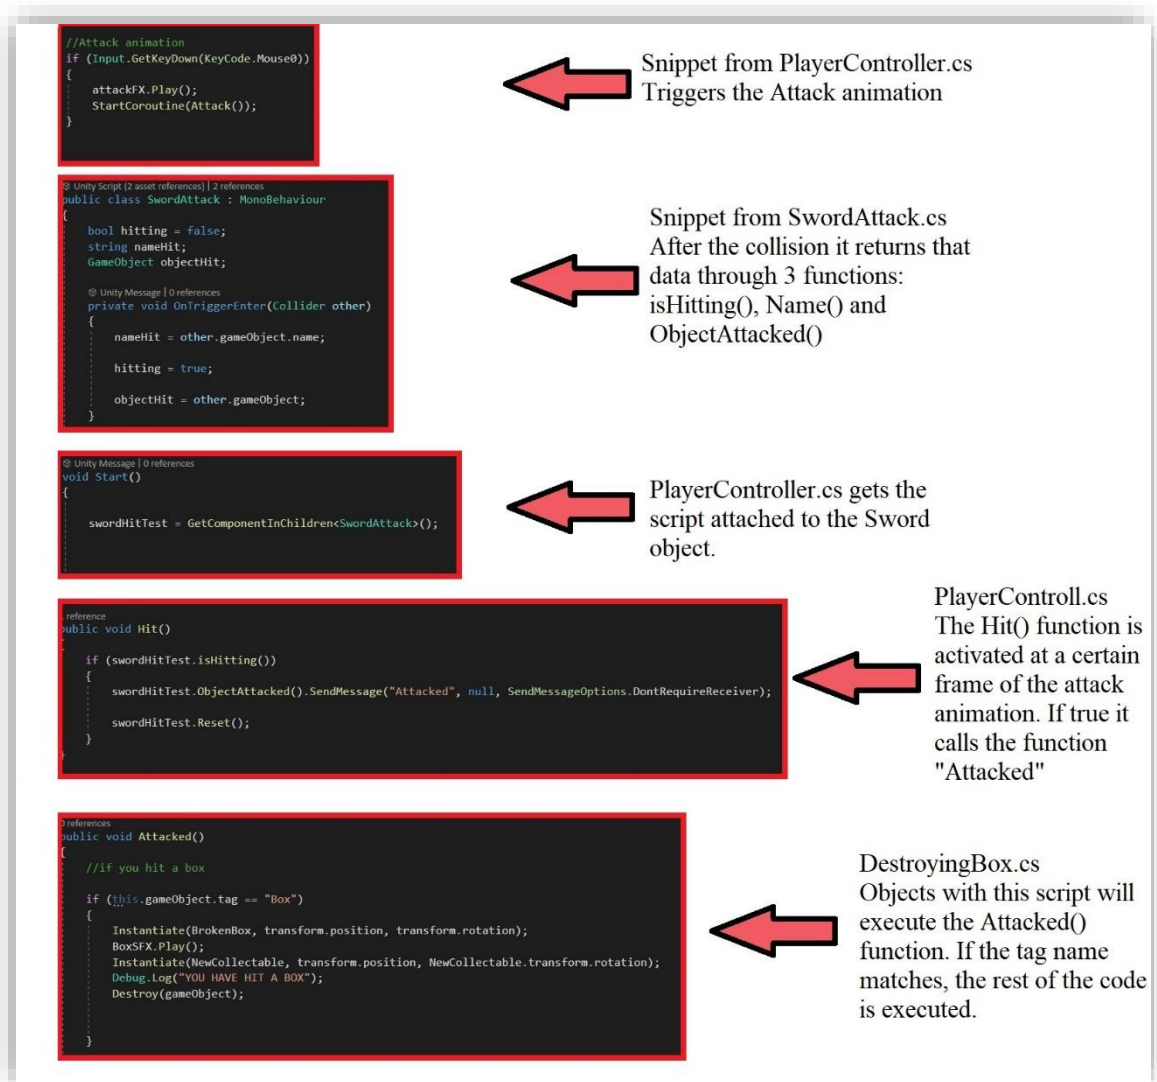 //Attack animation
if (Input.GetKeyDown(KeyCode.Mouse0))
{
attackFX.Play();
StartCoroutine(Attack());
}
Snippet from PlayerController.cs
Triggers the Attack animation
Unity Script (2 asset references) | 2 references
public class SwordAttack : MonoBehaviour
{
bool hitting = false;
string nameHit;
GameObject objectHit;
Unity Message | 0 references
private void OnTriggerEnter(Collider other)
{
nameHit = other.gameObject.name;
hitting = true;
objectHit = other.gameObject;
}
Snippet from SwordAttack.cs
After the collision it returns that
data through 3 functions:
isHitting(), Name() and
ObjectAttacked()
Unity Message | 0 references
void Start()
{
swordHitTest = GetComponentInChildren<SwordAttack>();
PlayerController.cs gets the
script attached to the Sword
object.
reference
public void Hit()
{
if (swordHitTest.isHitting())
{
swordHitTest.ObjectAttacked().SendMessage("Attacked", null, SendMessageOptions.DontRequireReceiver);
swordHitTest.Reset();
}
}
PlayerControll.cs
The Hit() function is
activated at a certain
frame of the attack
animation. If true it
calls the function
"Attacked"
0 references
public void Attacked()
{
//if you hit a box
if (this.gameObject.tag == "Box")
{
Instantiate(BrokenBox, transform.position, transform.rotation);
BoxSFX.Play();
Instantiate(NewCollectable, transform.position, NewCollectable.transform.rotation);
Debug.Log("YOU HAVE HIT A BOX");
Destroy(gameObject);
}
DestroyingBox.cs
Objects with this script will
execute the Attacked()
function. If the tag name
matches, the rest of the code
is executed.